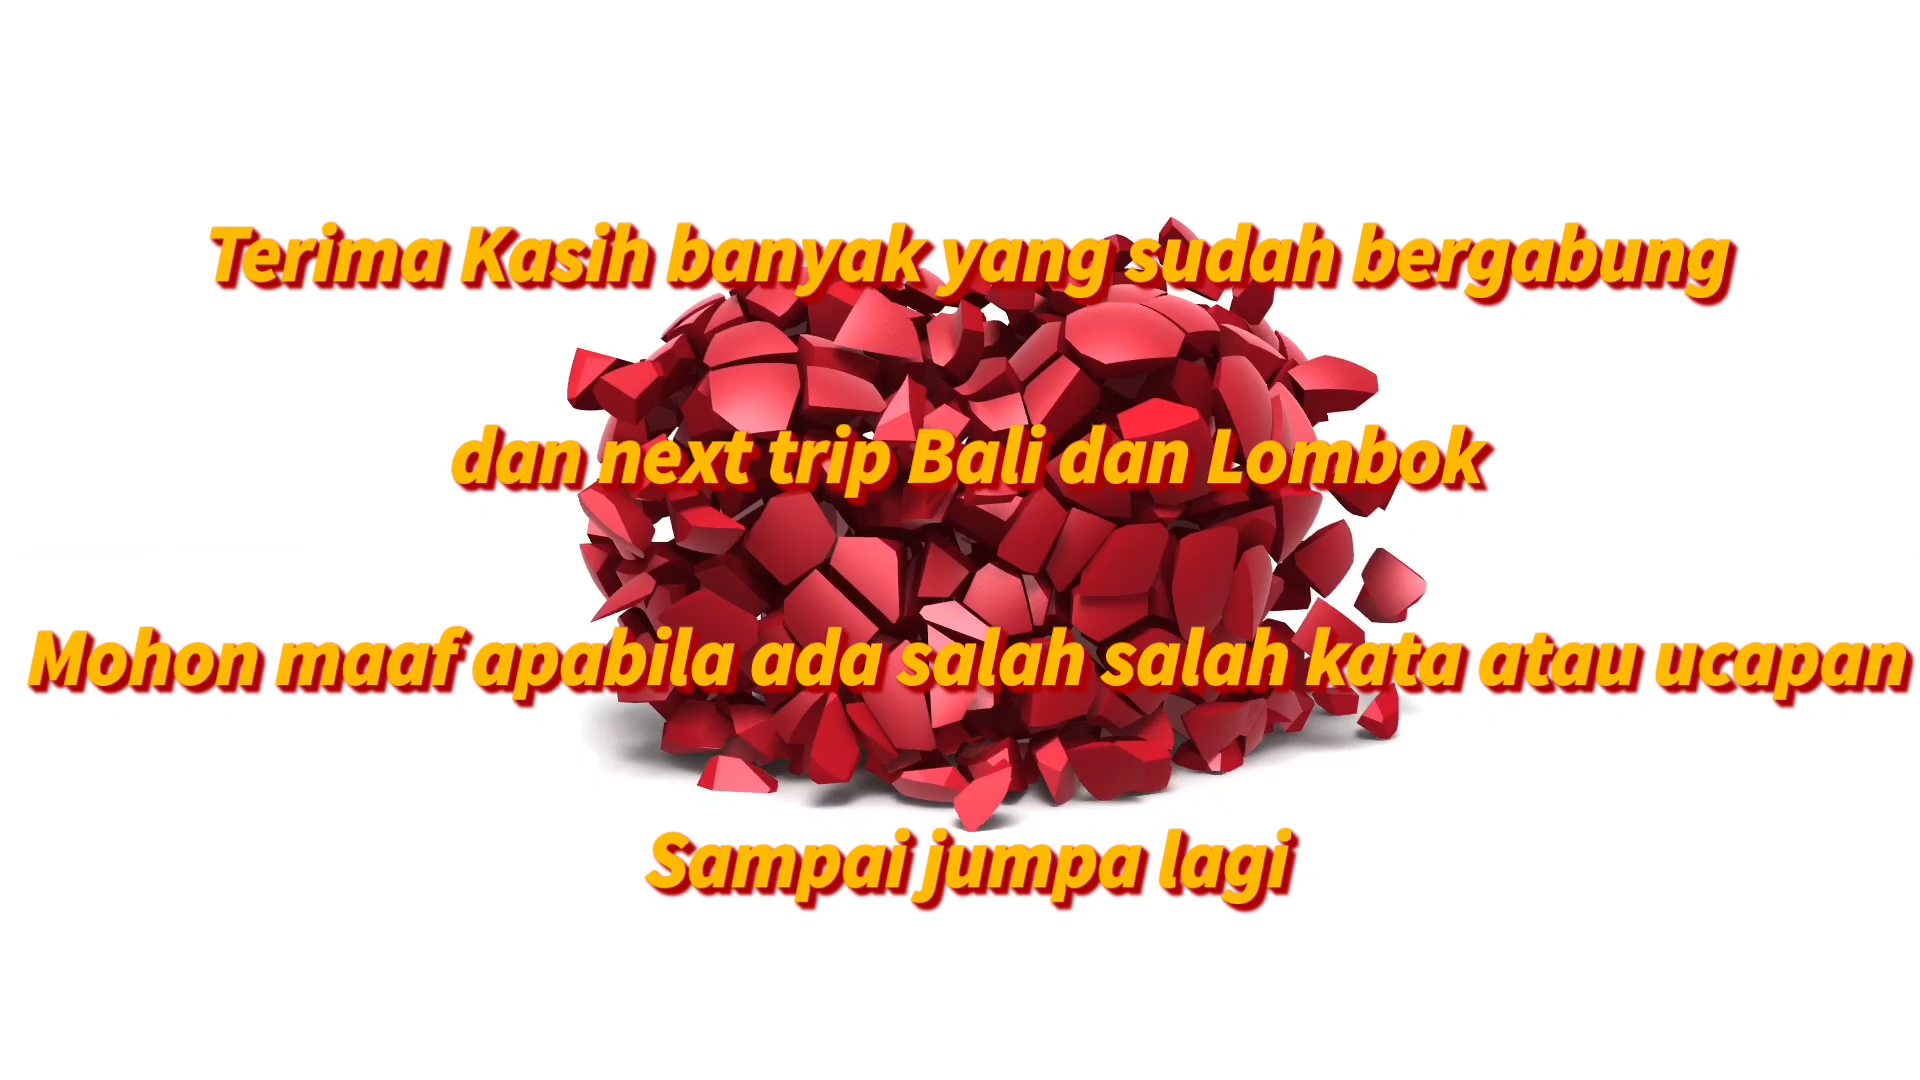 Terima Kasih banyak yang sudah bergabung
dan next trip Bali dan Lombok
Mohon maaf apabila ada salah salah kata atau ucapan
Sampai jumpa lagi